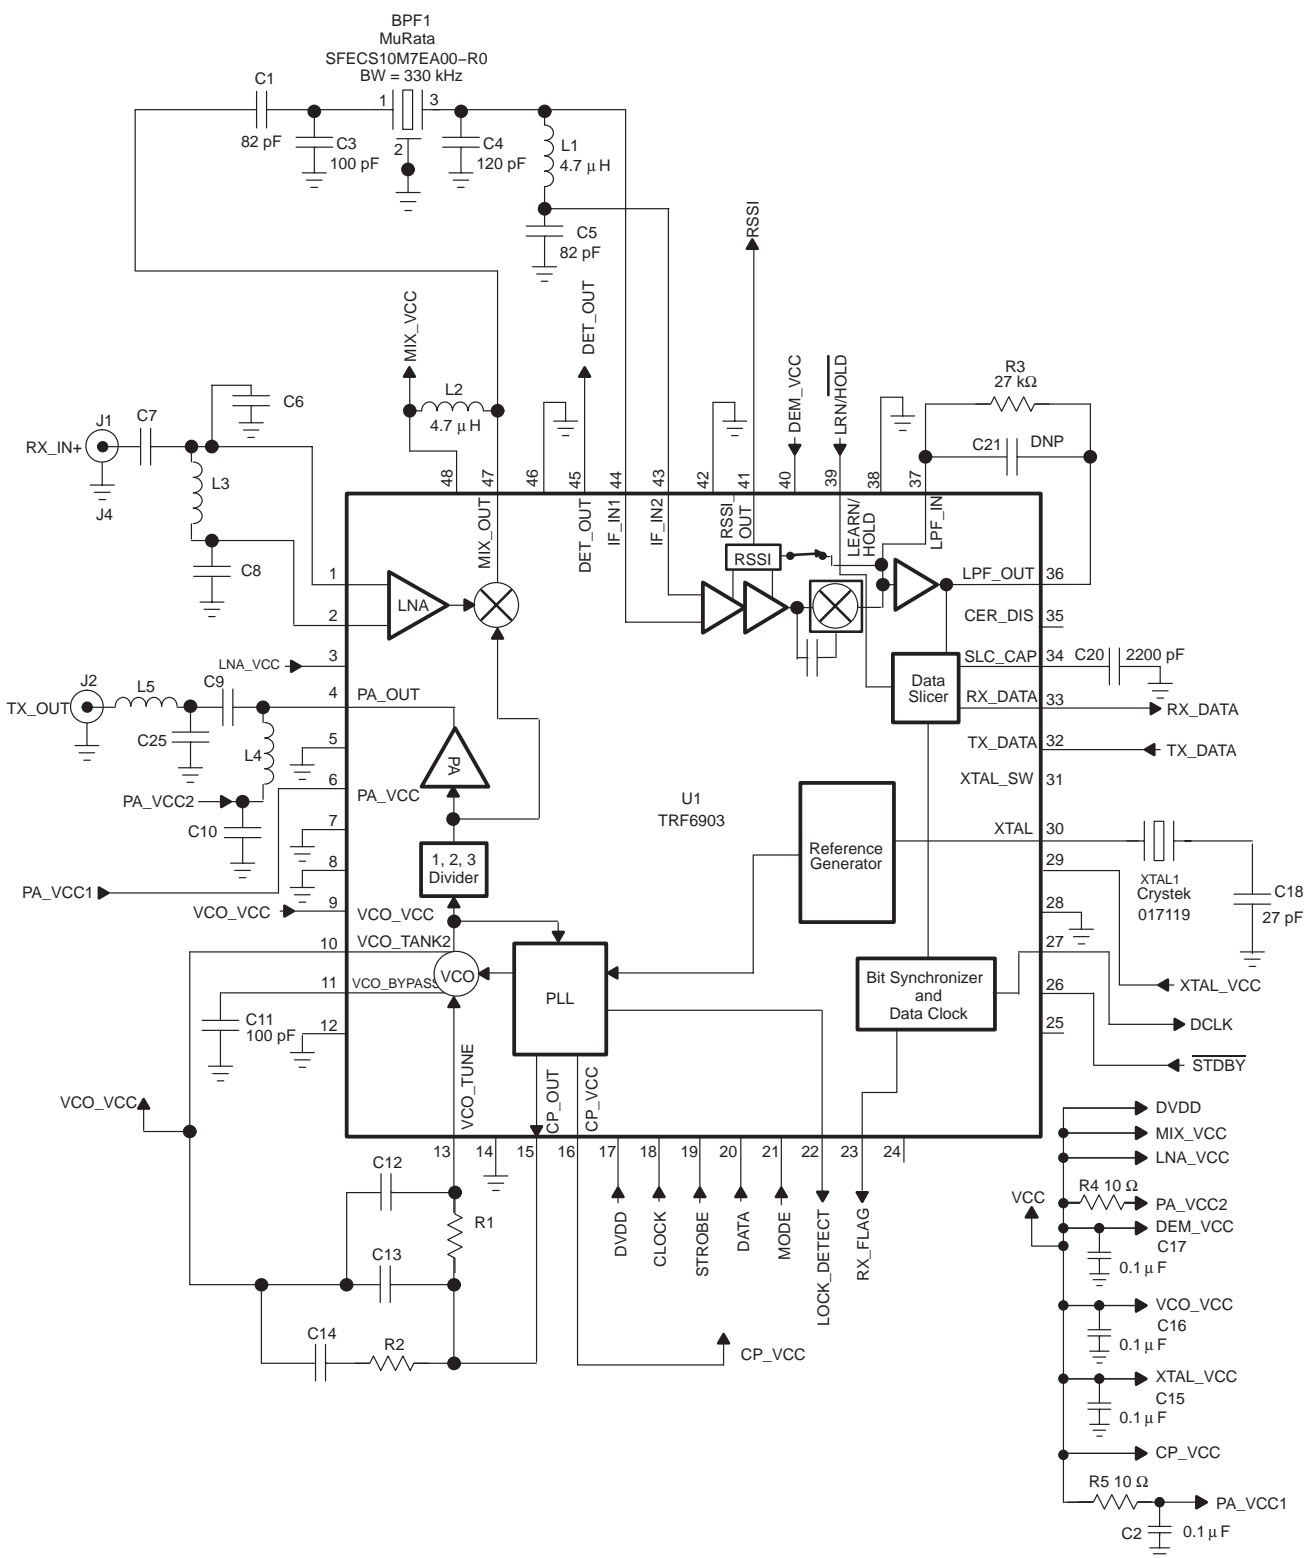 BPF1
MuRata
SFECS10M7EA00−R0
BW = 330 kHz
C1
82 pF
1
3
2
C3
100 pF
C4
120 pF
L1
4.7 μ H
C5
82 pF
RSSI
MIX_VCC
DET_OUT
DEM_VCC
LRN/HOLD
R3
27 kΩ
C21
DNP
L2
4.7 μ H
C6
J1
C7
RX_IN+
J4
L3
C8
48
47
46
45
44
43
42
41
40
39
38
37
MIX_OUT
DET_OUT
IF_IN1
IF_IN2
RSSI_
OUT
LEARN/
HOLD
LPF_IN
RSSI
LNA
1
2
LNA_VCC
3
J2
L5
C9
TX_OUT
C25
L4
4
PA_OUT
5
PA_VCC2
6
PA_VCC
C10
7
8
PA_VCC1
VCO_VCC
9
VCO_VCC
10
VCO_TANK2
11
VCO_BYPASS
C11
100 pF
12
PA
1, 2, 3
Divider
VCO
PLL
U1
TRF6903
Reference
Generator
Data
Slicer
Bit Synchronizer
and
Data Clock
LPF_OUT
36
CER_DIS
35
SLC_CAP
34
C20
2200 pF
RX_DATA
33
RX_DATA
TX_DATA
32
TX_DATA
XTAL_SW
31
XTAL
30
29
XTAL1
Crystek
017119
C18
27 pF
28
27
26
XTAL_VCC
25
DCLK
STDBY
VCO_TUNE
CP_OUT
CP_VCC
VCO_VCC
13
14
15
16
17
18
19
20
21
22
23
24
C12
R1
C13
C14
R2
CP_VCC
DVDD
CLOCK
STROBE
DATA
MODE
LOCK_DETECT
RX_FLAG
DVDD
MIX_VCC
LNA_VCC
VCC
R4 10 Ω
PA_VCC2
DEM_VCC
C17
0.1 μ F
VCO_VCC
C16
0.1 μ F
XTAL_VCC
C15
0.1 μ F
CP_VCC
R5 10 Ω
PA_VCC1
C2
0.1 μ F